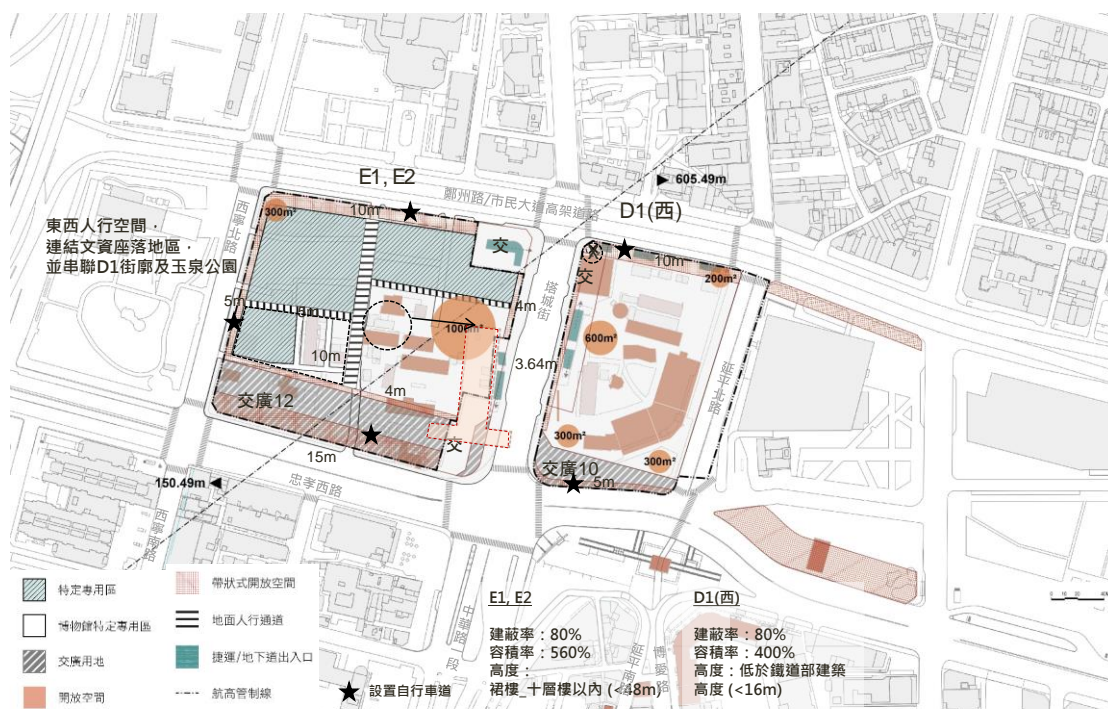 E1, E2
605.49m
鄭州路/市民大道高架道路
D1(西)
西寧北路
10m
300m²
東西人行空間，
連結文資座落地區，
並串聯D1街廓及玉泉公園
交
10m
交
200m²
塔城街
5m
4m
100m²
600m²
10m
3.64m
延平北路
4m
交廣12
交
300m²
300m²
交廣10
5m
15m
忠孝西路
150.49m
西寧南路
特定專用區
帶狀式開放空間
博物館特定專用區
地面人行通道
交廣用地
捷運/地下道出入口
開放空間
航高管制線
設置自行車道
中華路一段
延平南路
博愛路
E1, E2
建蔽率：80%
容積率：560%
高度：
裙樓_十層樓以內 (<48m)
D1(西)
建蔽率：80%
容積率：400%
高度：低於鐵道部建築
高度 (<16m)